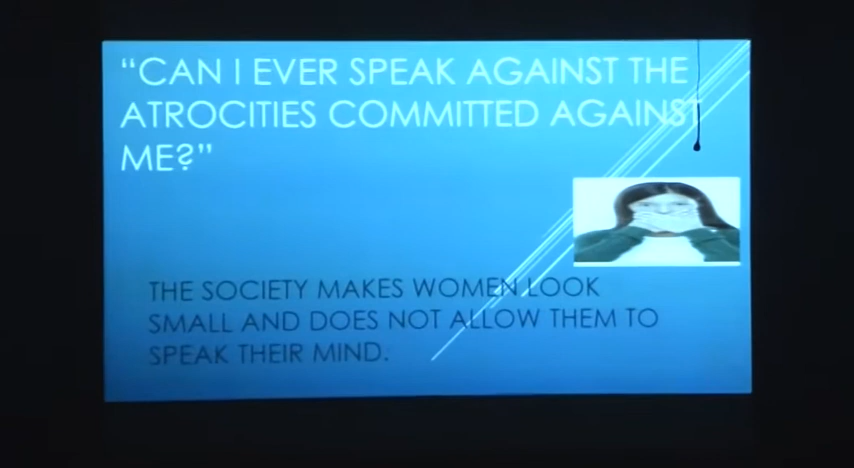 “CAN I EVER SPEAK AGAINST THE
ATROCITIES COMMITTED AGAINST
ME?”
THE SOCIETY MAKES WOMEN LOOK
SMALL AND DOES NOT ALLOW THEM TO
SPEAK THEIR MIND.